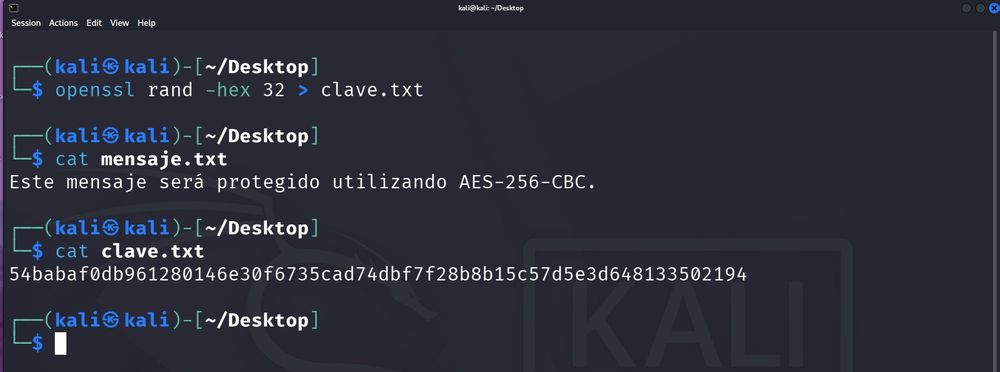 kali@kali: ~/Desktop
Session Actions Edit View Help
┌──(kali㉿kali)-[~/Desktop]
└─$ openssl rand -hex 32 > clave.txt
┌──(kali㉿kali)-[~/Desktop]
└─$ cat mensaje.txt
Este mensaje será protegido utilizando AES-256-CBC.
┌──(kali㉿kali)-[~/Desktop]
└─$ cat clave.txt
54babaf0db961280146e30f6735cad74dbf7f28b8b15c57d5e3d648133502194
┌──(kali㉿kali)-[~/Desktop]
└─$
KALI